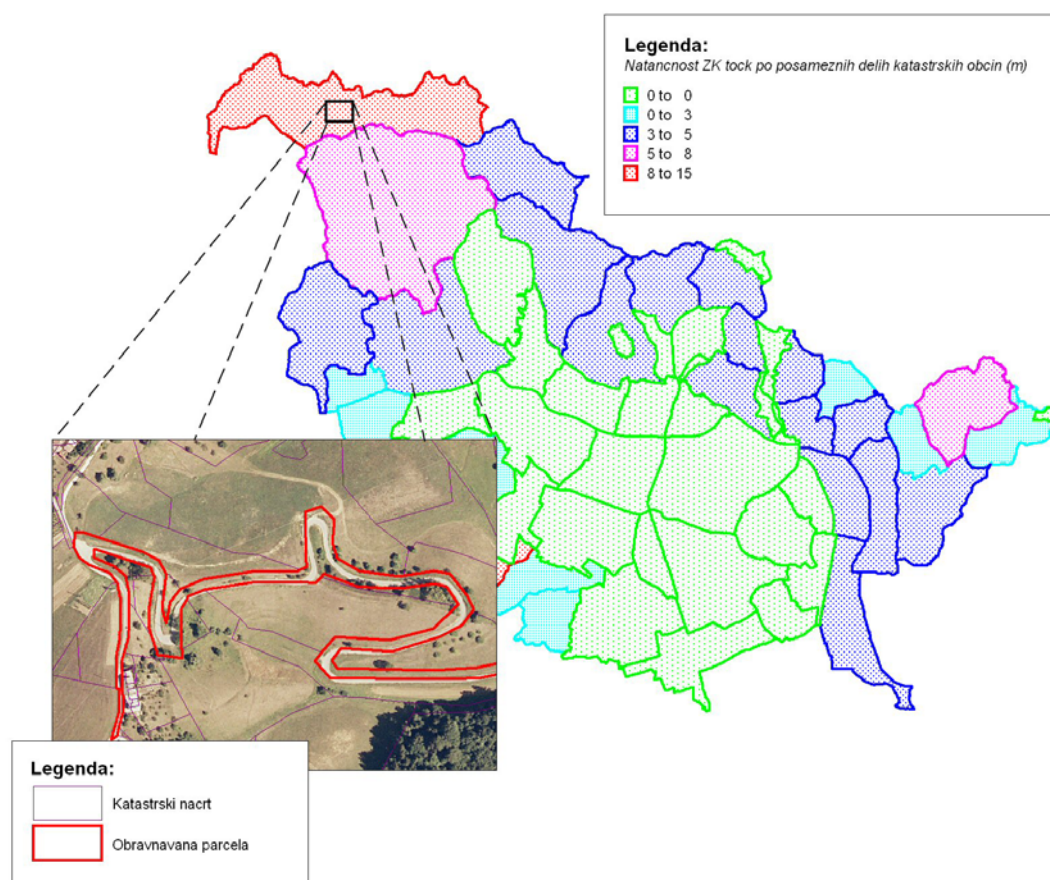 Legenda:
Natancnost ZK tock po posameznih delih katastrskih obcin (m)
0 to 0
0 to 3
3 to 5
5 to 8
8 to 15
Legenda:
Katastrski nacrt
Obravnavana parcela